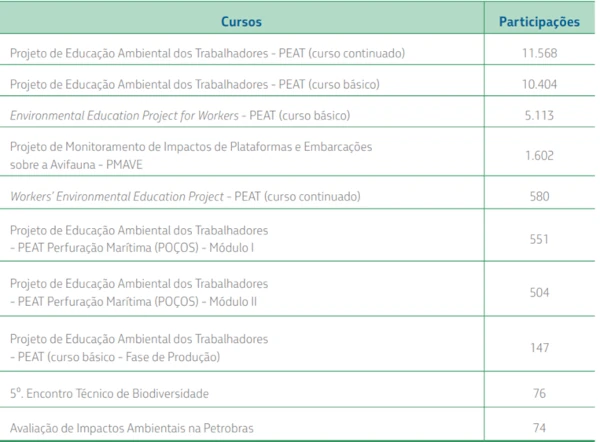 Cursos Participações
Projeto de Educação Ambiental dos Trabalhadores - PEAT (curso continuado) 11.568
Projeto de Educação Ambiental dos Trabalhadores - PEAT (curso básico) 10.404
Environmental Education Project for Workers - PEAT (curso básico) 5.113
Projeto de Monitoramento de Impactos de Plataformas e Embarcações
sobre a Avifauna - PMAVE 1.602
Workers' Environmental Education Project - PEAT (curso continuado) 580
Projeto de Educação Ambiental dos Trabalhadores
- PEAT Perfuração Marítima (POÇOS) - Módulo I 551
Projeto de Educação Ambiental dos Trabalhadores
- PEAT Perfuração Marítima (POÇOS) - Módulo II 504
Projeto de Educação Ambiental dos Trabalhadores
- PEAT (curso básico - Fase de Produção) 147
5º. Encontro Técnico de Biodiversidade 76
Avaliação de Impactos Ambientais na Petrobras 74